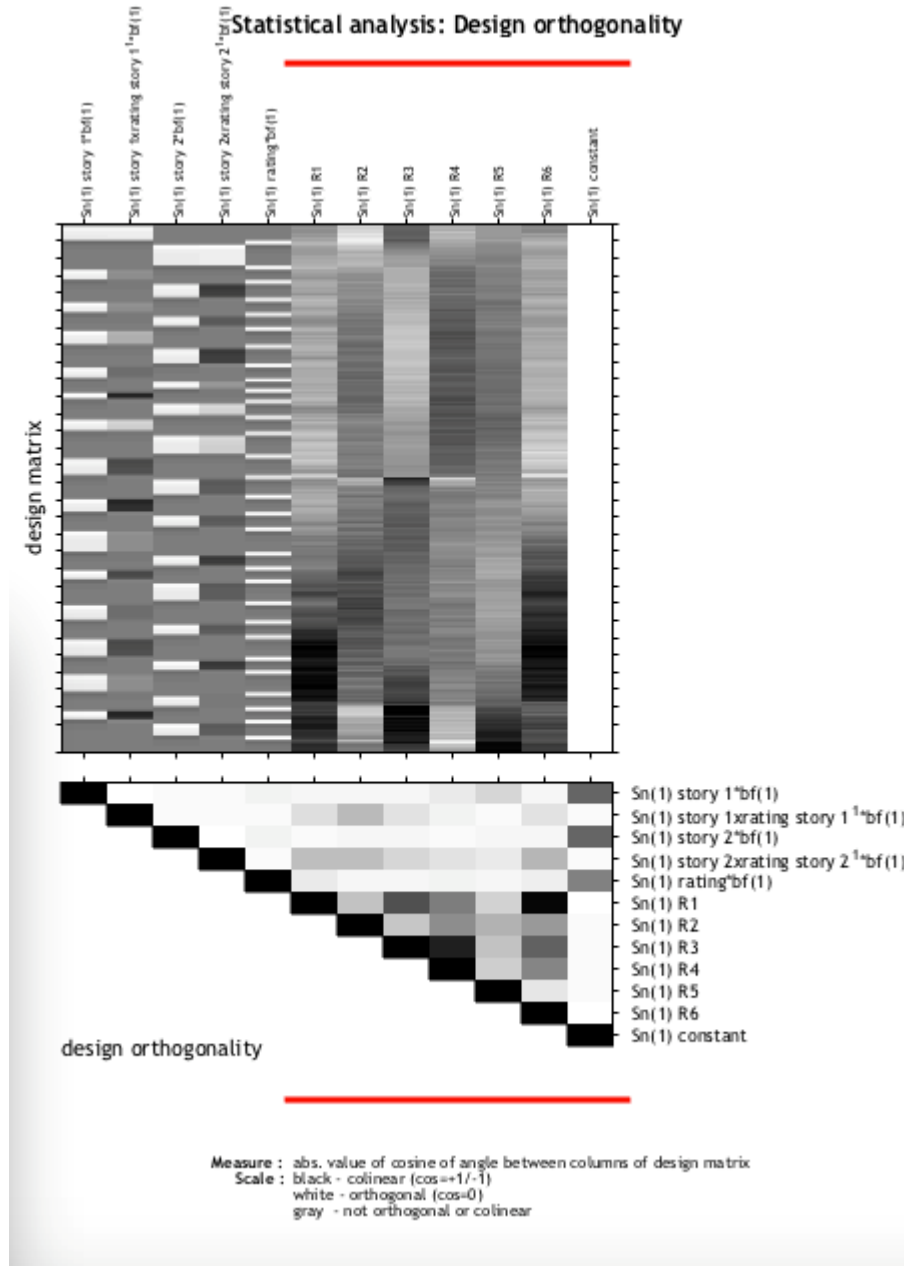 Statistical analysis: Design orthogonality
Sn(1) story 1*bf(1)
Sn(1) story 1xrating story 1^1*bf(1)
Sn(1) story 2*bf(1)
Sn(1) story 2xrating story 2^1*bf(1)
Sn(1) rating*bf(1)
Sn(1) R1
Sn(1) R2
Sn(1) R3
Sn(1) R4
Sn(1) R5
Sn(1) R6
Sn(1) constant
design matrix
Sn(1) story 1*bf(1)
Sn(1) story 1xrating story 1^1*bf(1)
Sn(1) story 2*bf(1)
Sn(1) story 2xrating story 2^1*bf(1)
Sn(1) rating*bf(1)
Sn(1) R1
Sn(1) R2
Sn(1) R3
Sn(1) R4
Sn(1) R5
Sn(1) R6
Sn(1) constant
design orthogonality
Measure : abs. value of cosine of angle between columns of design matrix
Scale : black - colinear (cos=+1/-1)
white - orthogonal (cos=0)
gray - not orthogonal or colinear